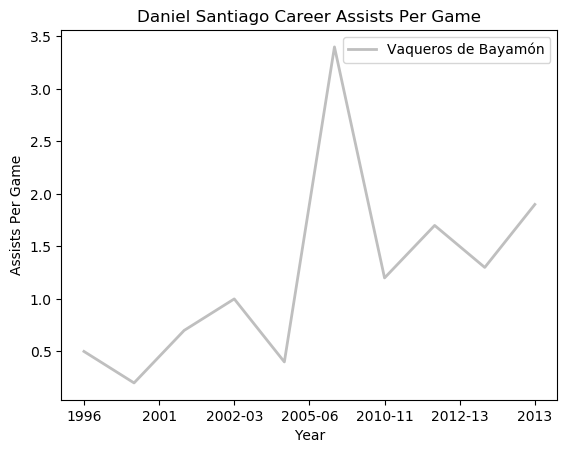 Daniel Santiago Career Assists Per Game
Vaqueros de Bayamón
3.5
3.0
2.5
2.0
1.5
1.0
0.5
Assists Per Game
1996 2001 2002-03 2005-06 2010-11 2012-13 2013
Year